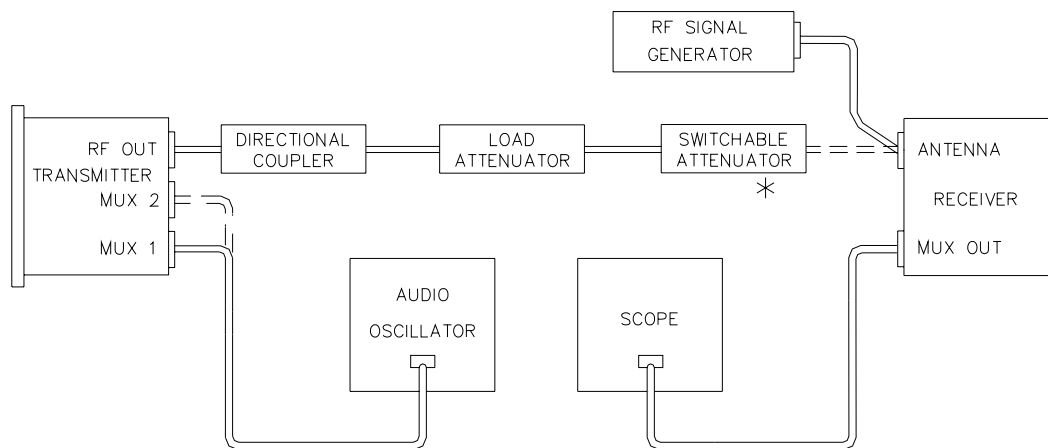 RF SIGNAL
GENERATOR
RF OUT
DIRECTIONAL
COUPLER
LOAD
ATTENUATOR
SWITCHABLE
ATTENUATOR
*
ANTENNA
TRANSMITTER
MUX 2
RECEIVER
MUX 1
MUX OUT
AUDIO
OSCILLATOR
SCOPE